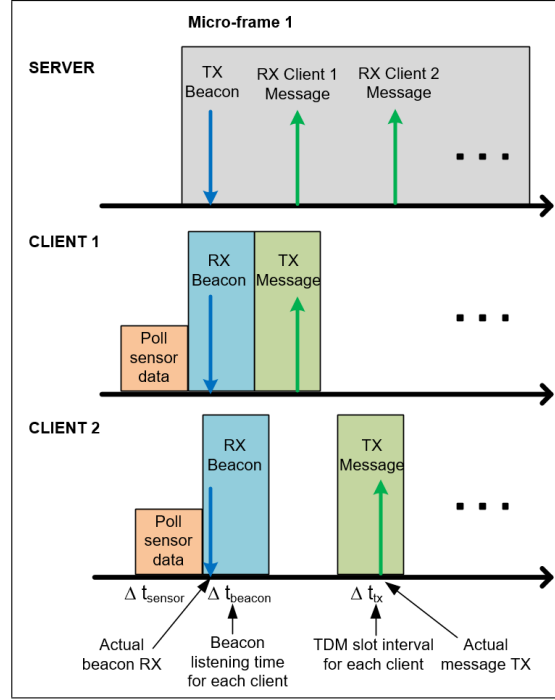 Micro-frame 1
SERVER
TX
Beacon
RX Client 1
Message
RX Client 2
Message
. . .
CLIENT 1
RX
Beacon
TX
Message
Poll
sensor
data
. . .
CLIENT 2
RX
Beacon
TX
Message
Poll
sensor
data
. . .
Δ tsensor
Δ tbeacon
Δ ttx
Actual
beacon RX
Beacon
listening time
for each client
TDM slot interval
for each client
Actual
message TX